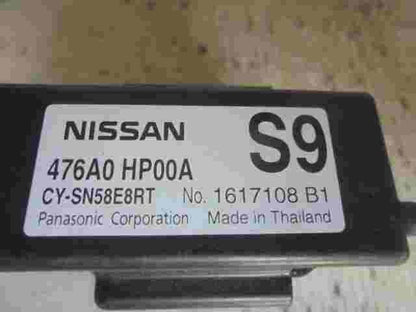 NISSAN S9
476A0 HP00A
CY-SN58E8RT No. 1617108 B1
Panasonic Corporation Made in Thailand